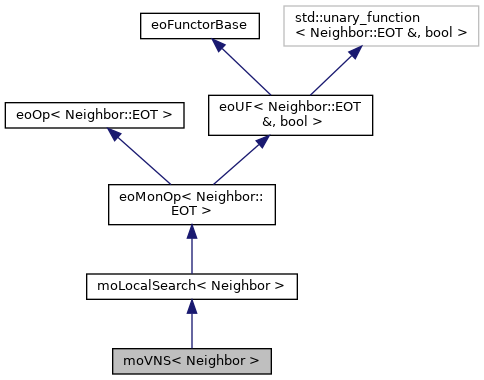 eoFunctorBase
std::unary_function
< Neighbor::EOT &, bool >
eoOp< Neighbor::EOT >
eoUF< Neighbor::EOT
&, bool >
eoMonOp< Neighbor::
EOT >
moLocalSearch< Neighbor >
moVNS< Neighbor >